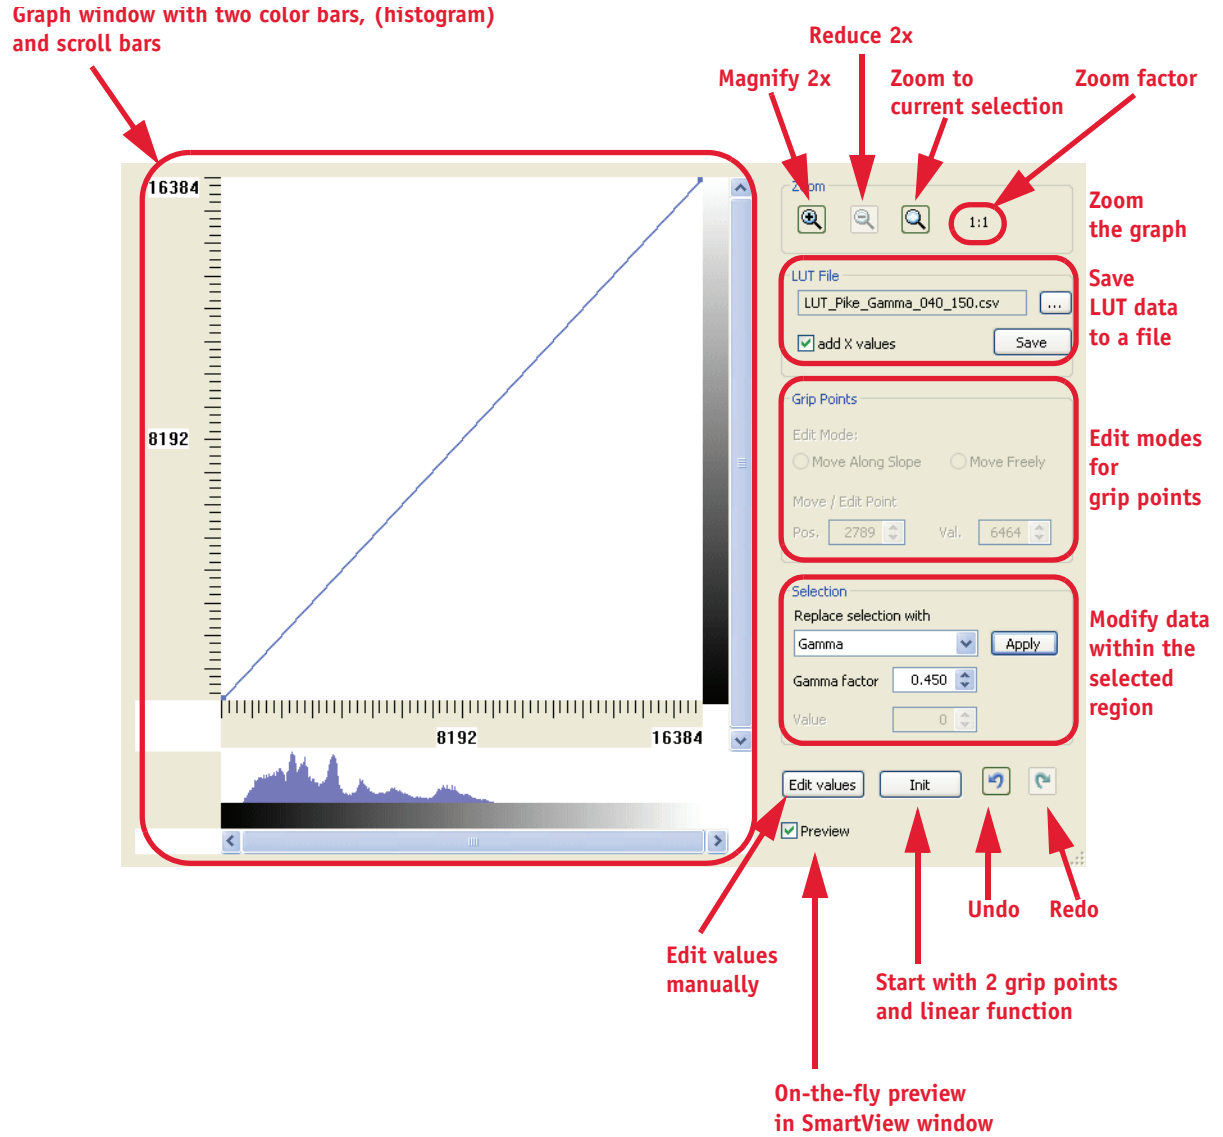 Graph window with two color bars, (histogram)
and scroll bars
Reduce 2x
Magnify 2x
Zoom to
current selection
Zoom factor
16384
8192
8192
16384
Zoom
1:1
Zoom
the graph
LUT File
LUT_Pike_Gamma_040_150.csv
...
add X values
Save
Save
LUT data
to a file
Grip Points
Edit Mode:
Move Along Slope
Move Freely
Move / Edit Point
Pos. 2789
Val. 6464
Edit modes
for
grip points
Selection
Replace selection with
Gamma
Apply
Gamma factor 0.450
Value 0
Modify data
within the
selected
region
Edit values
Init
Preview
Undo
Redo
Edit values
manually
Start with 2 grip points
and linear function
On-the-fly preview
in SmartView window